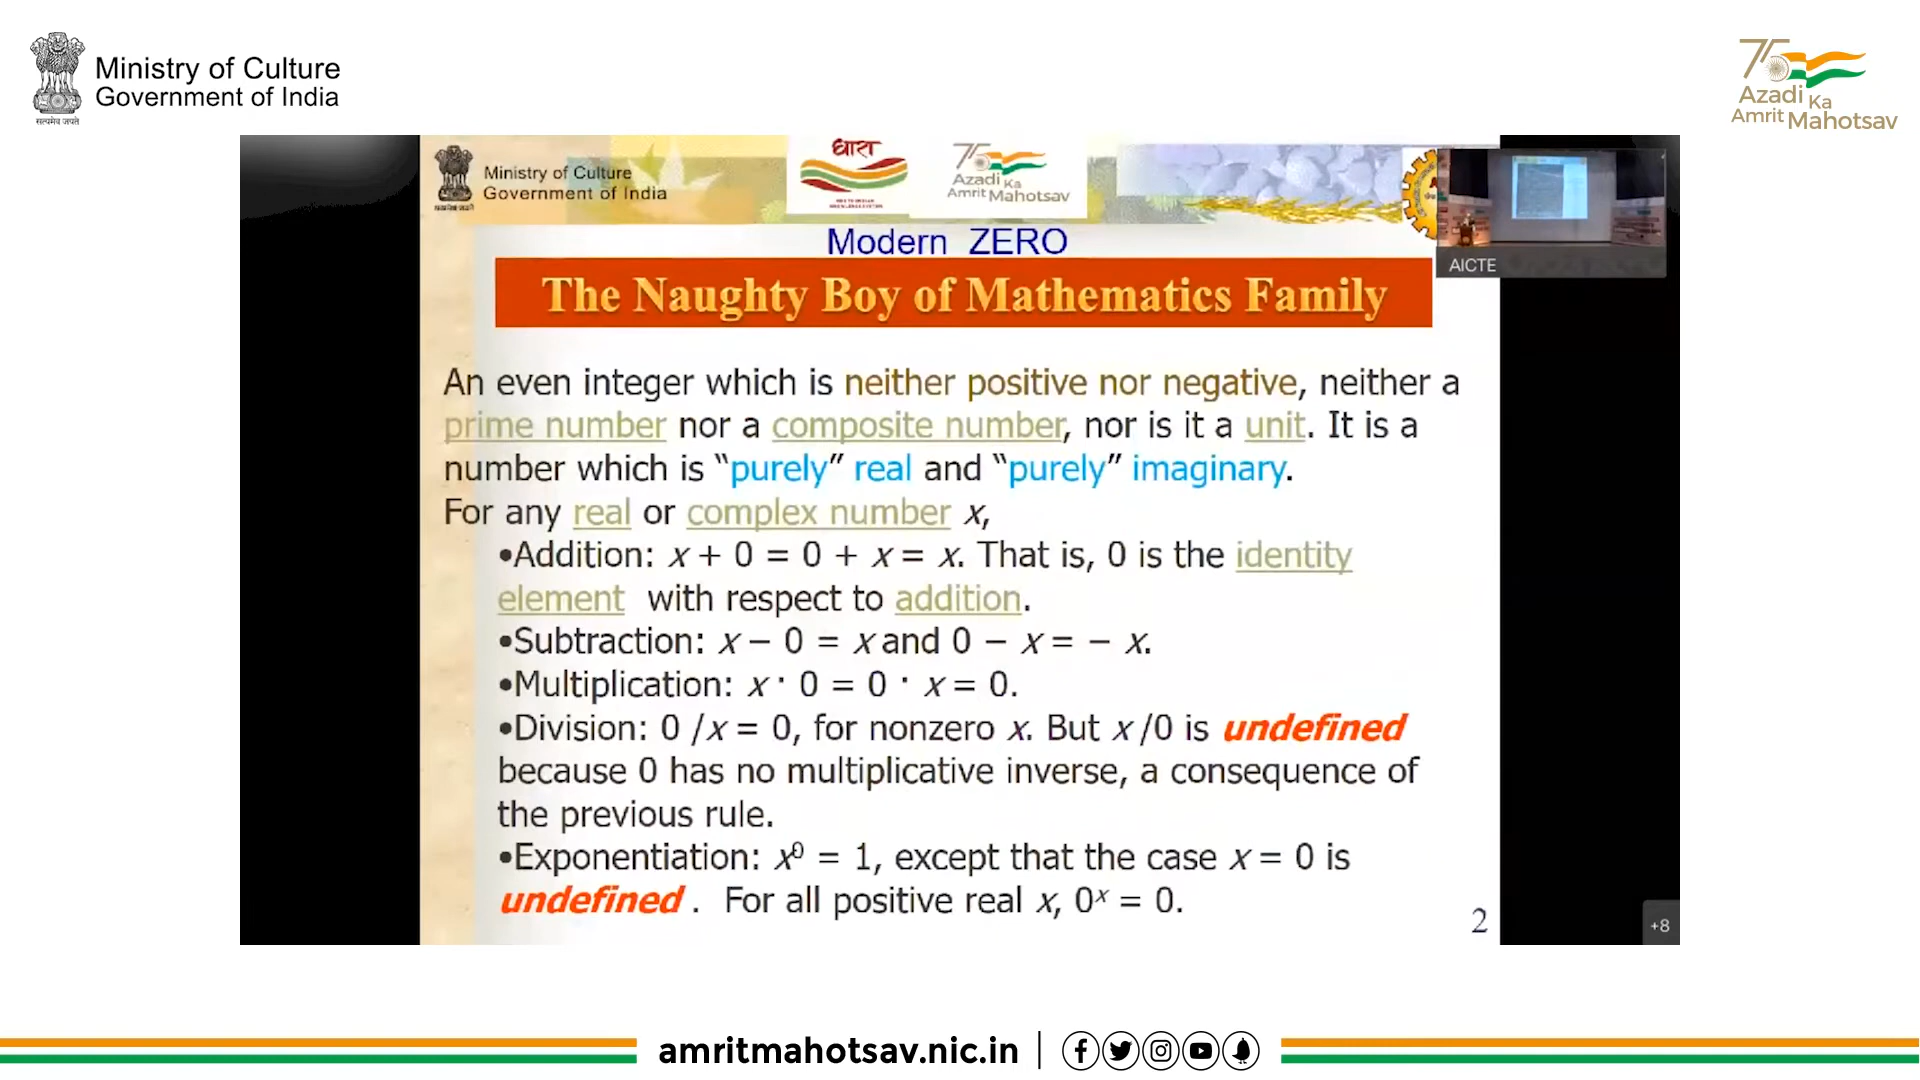 Ministry of Culture
Government of India
सत्यमेव जयते
75
Azadi Ka
Amrit Mahotsav
Ministry of Culture
Government of India
धारा
75
Azadi Ka
Amrit Mahotsav
AICTE
Modern ZERO
The Naughty Boy of Mathematics Family
An even integer which is neither positive nor negative, neither a
prime number nor a composite number, nor is it a unit. It is a
number which is “purely” real and “purely” imaginary.
For any real or complex number x,
•Addition: x + 0 = 0 + x = x. That is, 0 is the identity
element with respect to addition.
•Subtraction: x − 0 = x and 0 − x = − x.
•Multiplication: x · 0 = 0 · x = 0.
•Division: 0 /x = 0, for nonzero x. But x /0 is undefined
because 0 has no multiplicative inverse, a consequence of
the previous rule.
•Exponentiation: x⁰ = 1, except that the case x = 0 is
undefined . For all positive real x, 0ˣ = 0.
2
+8
amritmahotsav.nic.in